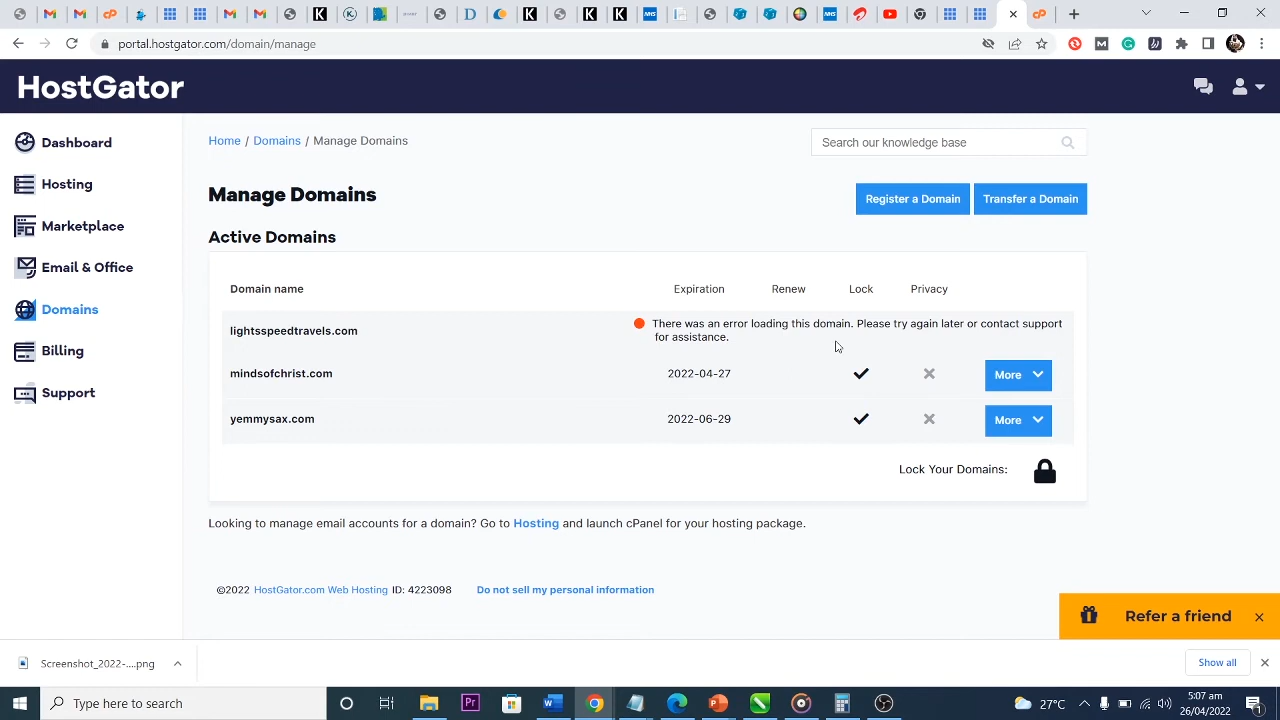 portal.hostgator.com/domain/manage
HostGator
Dashboard
Hosting
Marketplace
Email & Office
Domains
Billing
Support
Home / Domains / Manage Domains
Search our knowledge base
Manage Domains
Register a Domain
Transfer a Domain
Active Domains
Domain name Expiration Renew Lock Privacy
lightsspeedtravels.com
There was an error loading this domain. Please try again later or contact support
for assistance.
mindsofchrist.com 2022-04-27 More
yemmysax.com 2022-06-29 More
Lock Your Domains:
Looking to manage email accounts for a domain? Go to Hosting and launch cPanel for your hosting package.
©2022 HostGator.com Web Hosting ID: 4223098 Do not sell my personal information
Refer a friend
Screenshot_2022-....png
Show all
Type here to search
27°C
5:07 am
26/04/2022